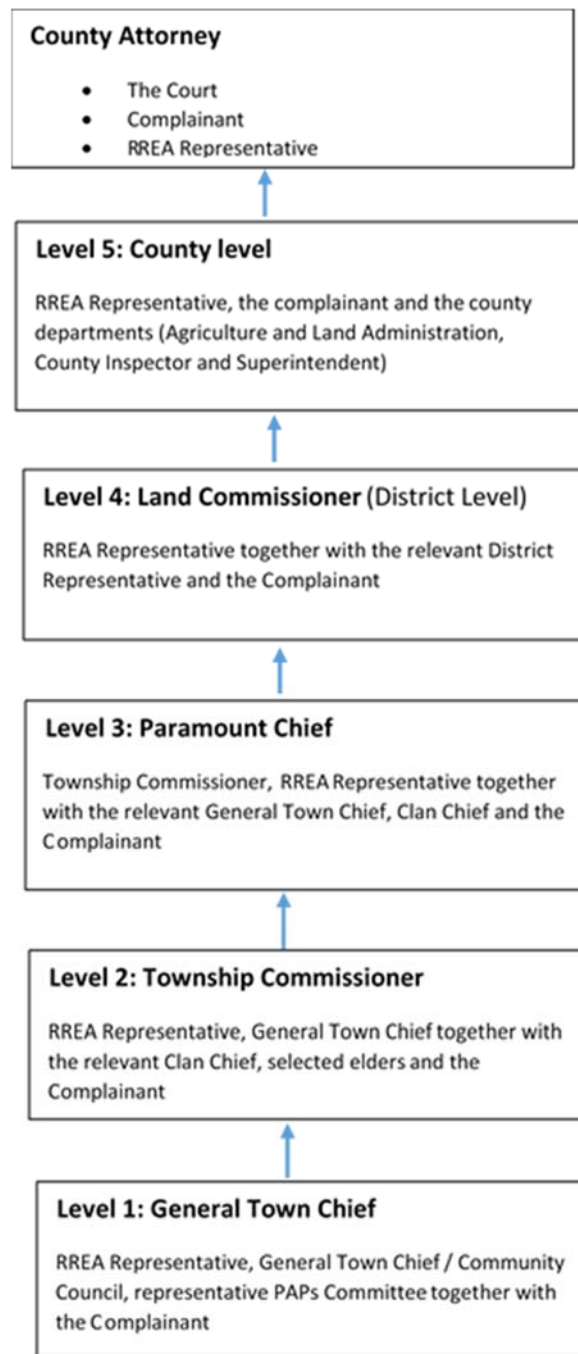 County Attorney
• The Court
• Complainant
• RREA Representative
Level 5: County level
RREA Representative, the complainant and the county
departments (Agriculture and Land Administration,
County Inspector and Superintendent)
Level 4: Land Commissioner (District Level)
RREA Representative together with the relevant District
Representative and the Complainant
Level 3: Paramount Chief
Township Commissioner, RREA Representative together
with the relevant General Town Chief, Clan Chief and the
Complainant
Level 2: Township Commissioner
RREA Representative, General Town Chief together with
the relevant Clan Chief, selected elders and the
Complainant
Level 1: General Town Chief
RREA Representative, General Town Chief / Community
Council, representative PAPs Committee together with
the Complainant